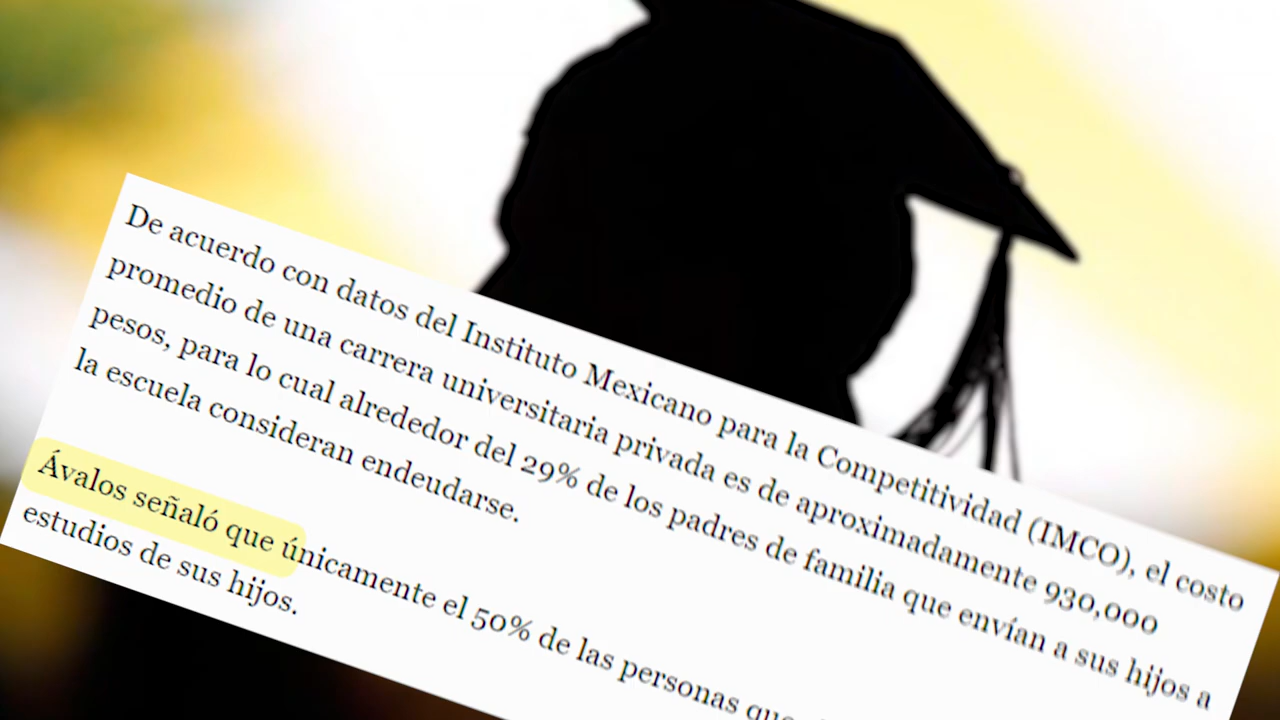 De acuerdo con datos del Instituto Mexicano para la Competitividad (IMCO), el costo
promedio de una carrera universitaria privada es de aproximadamente 930,000
pesos, para lo cual alrededor del 29% de los padres de familia que envían a sus hijos a
la escuela consideran endeudarse.
Ávalos señaló que únicamente el 50% de las personas que
estudios de sus hijos.